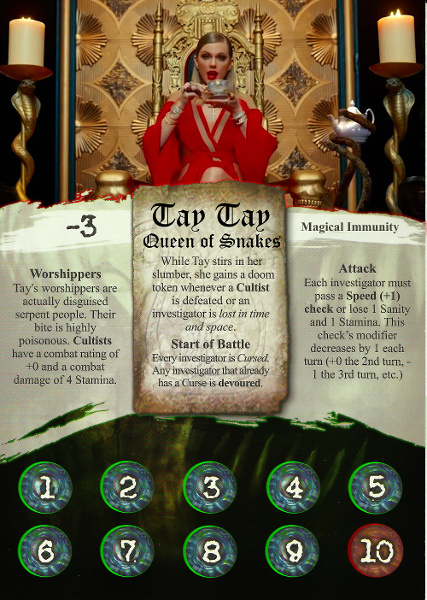 Tay Tay
Queen of Snakes
-3
Magical Immunity
Worshippers
Tay's worshippers are
actually disguised
serpent people. Their
bite is highly
poisonous. Cultists
have a combat rating of
+0 and a combat
damage of 4 Stamina.
While Tay stirs in her
slumber, she gains a doom
token whenever a Cultist
is defeated or an
investigator is lost in time
and space.
Start of Battle
Every investigator is Cursed.
Any investigator that already
has a Curse is devoured.
Attack
Each investigator must
pass a Speed (+1)
check or lose 1 Sanity
and 1 Stamina. This
check's modifier
decreases by 1 each
turn (+0 the 2nd turn, -
1 the 3rd turn, etc.)
1 2 3 4 5
6 7 8 9 10